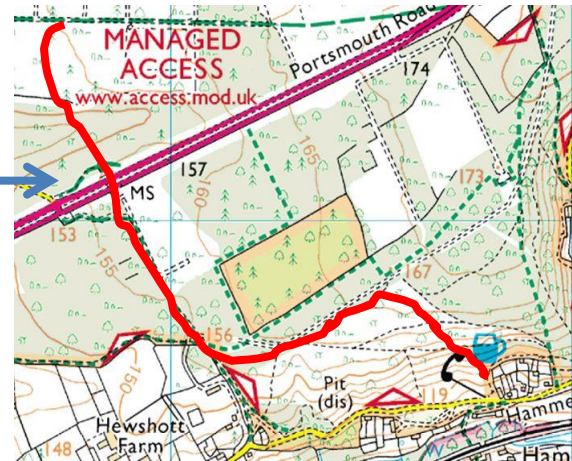 MANAGED
ACCESS
www.access.mod.uk
Portsmouth Road
174
157
165
160
MS
173
153
155
167
156
150
150
Pit
(dis)
119
Hewshott
Farm
148
Hamme
W
Ham